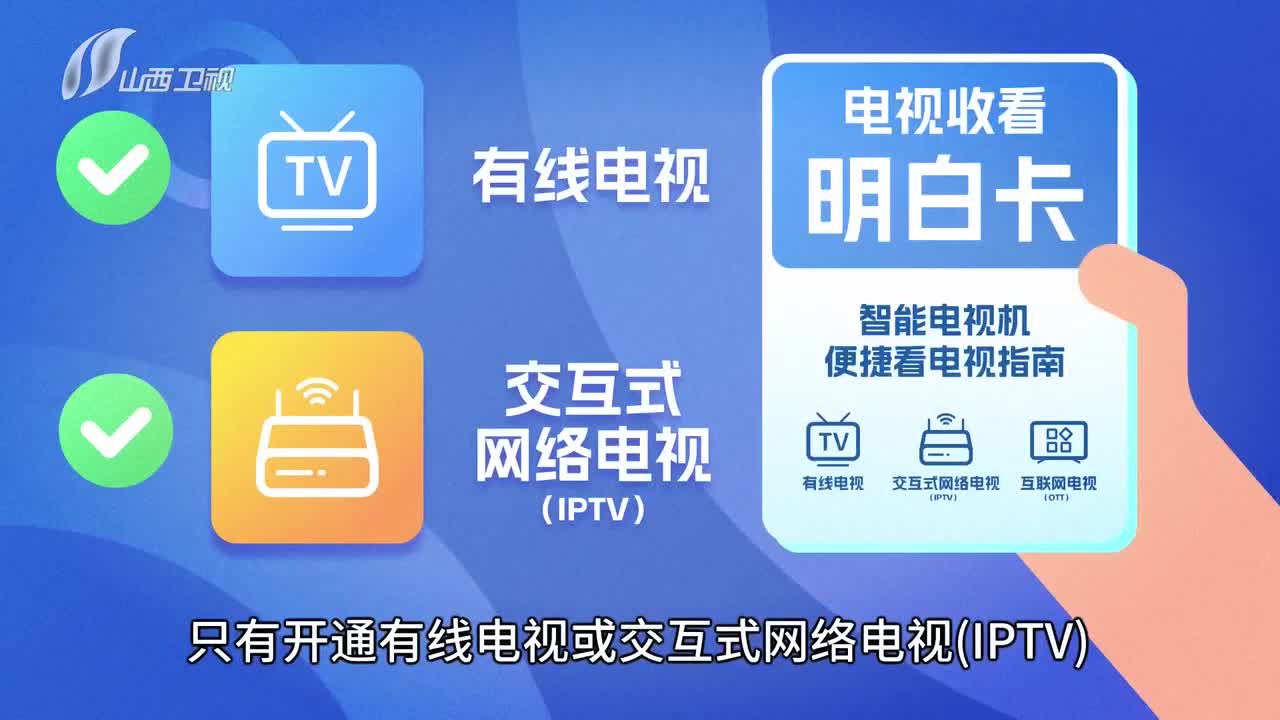 山西卫视
TV
有线电视
交互式
网络电视
(IPTV)
电视收看
明白卡
智能电视机
便捷看电视指南
TV
有线电视
交互式网络电视
(IPTV)
互联网电视
(OTT)
只有开通有线电视或交互式网络电视(IPTV)